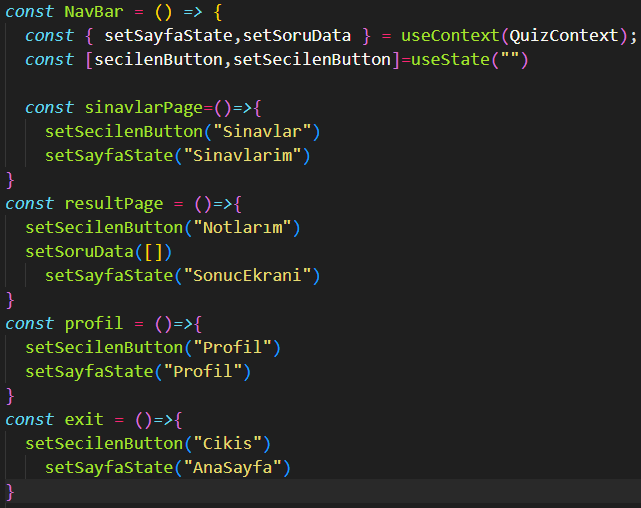 const NavBar = () => {
  const { setSayfaState,setSoruData } = useContext(QuizContext);
  const [secilenButton,setSecilenButton]=useState("")

  const sinavlarPage=()=>{
    setSecilenButton("Sinavlar")
    setSayfaState("Sinavlarim")
}
const resultPage = ()=>{
  setSecilenButton("Notlarım")
  setSoruData([])
    setSayfaState("SonucEkrani")
}
const profil = ()=>{
  setSecilenButton("Profil")
  setSayfaState("Profil")
}
const exit = ()=>{
  setSecilenButton("Cikis")
    setSayfaState("AnaSayfa")
}